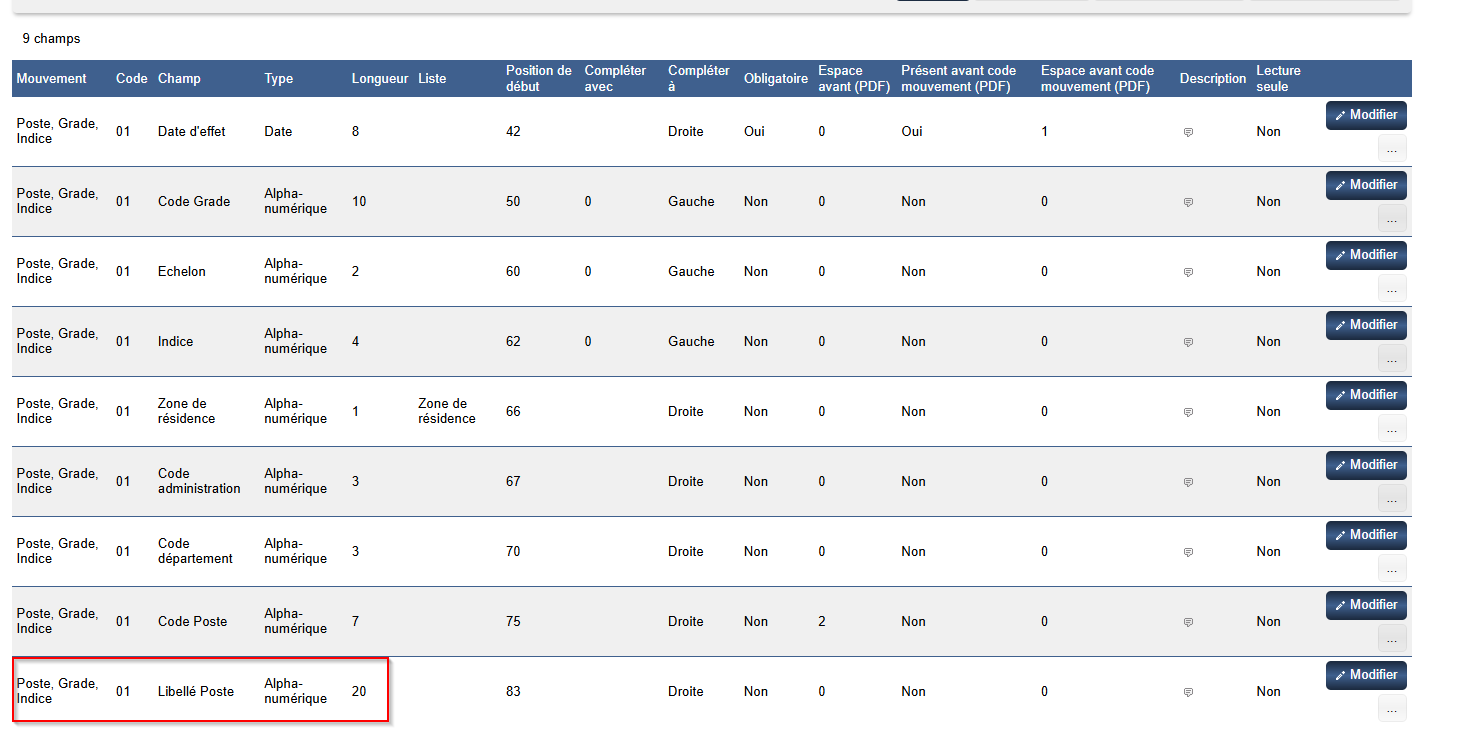 9 champs
Mouvement Code Champ Type Longueur Liste Position de début Compléter avec Compléter à Obligatoire Espace avant (PDF) Présent avant code mouvement (PDF) Espace avant code mouvement (PDF) Description Lecture seule
Poste, Grade, Indice 01 Date d'effet Date 8 42 Droite Oui 0 Oui 1 Non Modifier
...
Poste, Grade, Indice 01 Code Grade Alpha-numérique 10 50 0 Gauche Non 0 Non 0 Non Modifier
...
Poste, Grade, Indice 01 Echelon Alpha-numérique 2 60 0 Gauche Non 0 Non 0 Non Modifier
...
Poste, Grade, Indice 01 Indice Alpha-numérique 4 62 0 Gauche Non 0 Non 0 Non Modifier
...
Poste, Grade, Indice 01 Zone de résidence Alpha-numérique 1 Zone de résidence 66 Droite Non 0 Non 0 Non Modifier
...
Poste, Grade, Indice 01 Code administration Alpha-numérique 3 67 Droite Non 0 Non 0 Non Modifier
...
Poste, Grade, Indice 01 Code département Alpha-numérique 3 70 Droite Non 0 Non 0 Non Modifier
...
Poste, Grade, Indice 01 Code Poste Alpha-numérique 7 75 Droite Non 2 Non 0 Non Modifier
...
Poste, Grade, Indice 01 Libellé Poste Alpha-numérique 20 83 Droite Non 0 Non 0 Non Modifier
...